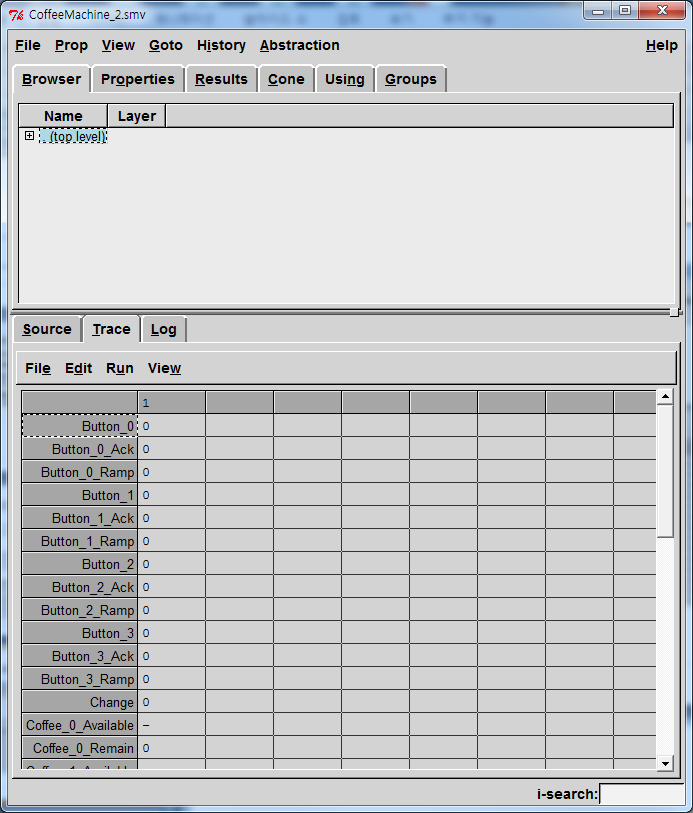 CoffeeMachine_2.smv
File Prop View Goto History Abstraction Help
Browser Properties Results Cone Using Groups
Name Layer
(top level)
Source Trace Log
File Edit Run View
1
Button_0 0
Button_0_Ack 0
Button_0_Ramp 0
Button_1 0
Button_1_Ack 0
Button_1_Ramp 0
Button_2 0
Button_2_Ack 0
Button_2_Ramp 0
Button_3 0
Button_3_Ack 0
Button_3_Ramp 0
Change 0
Coffee_0_Available –
Coffee_0_Remain 0
i-search: